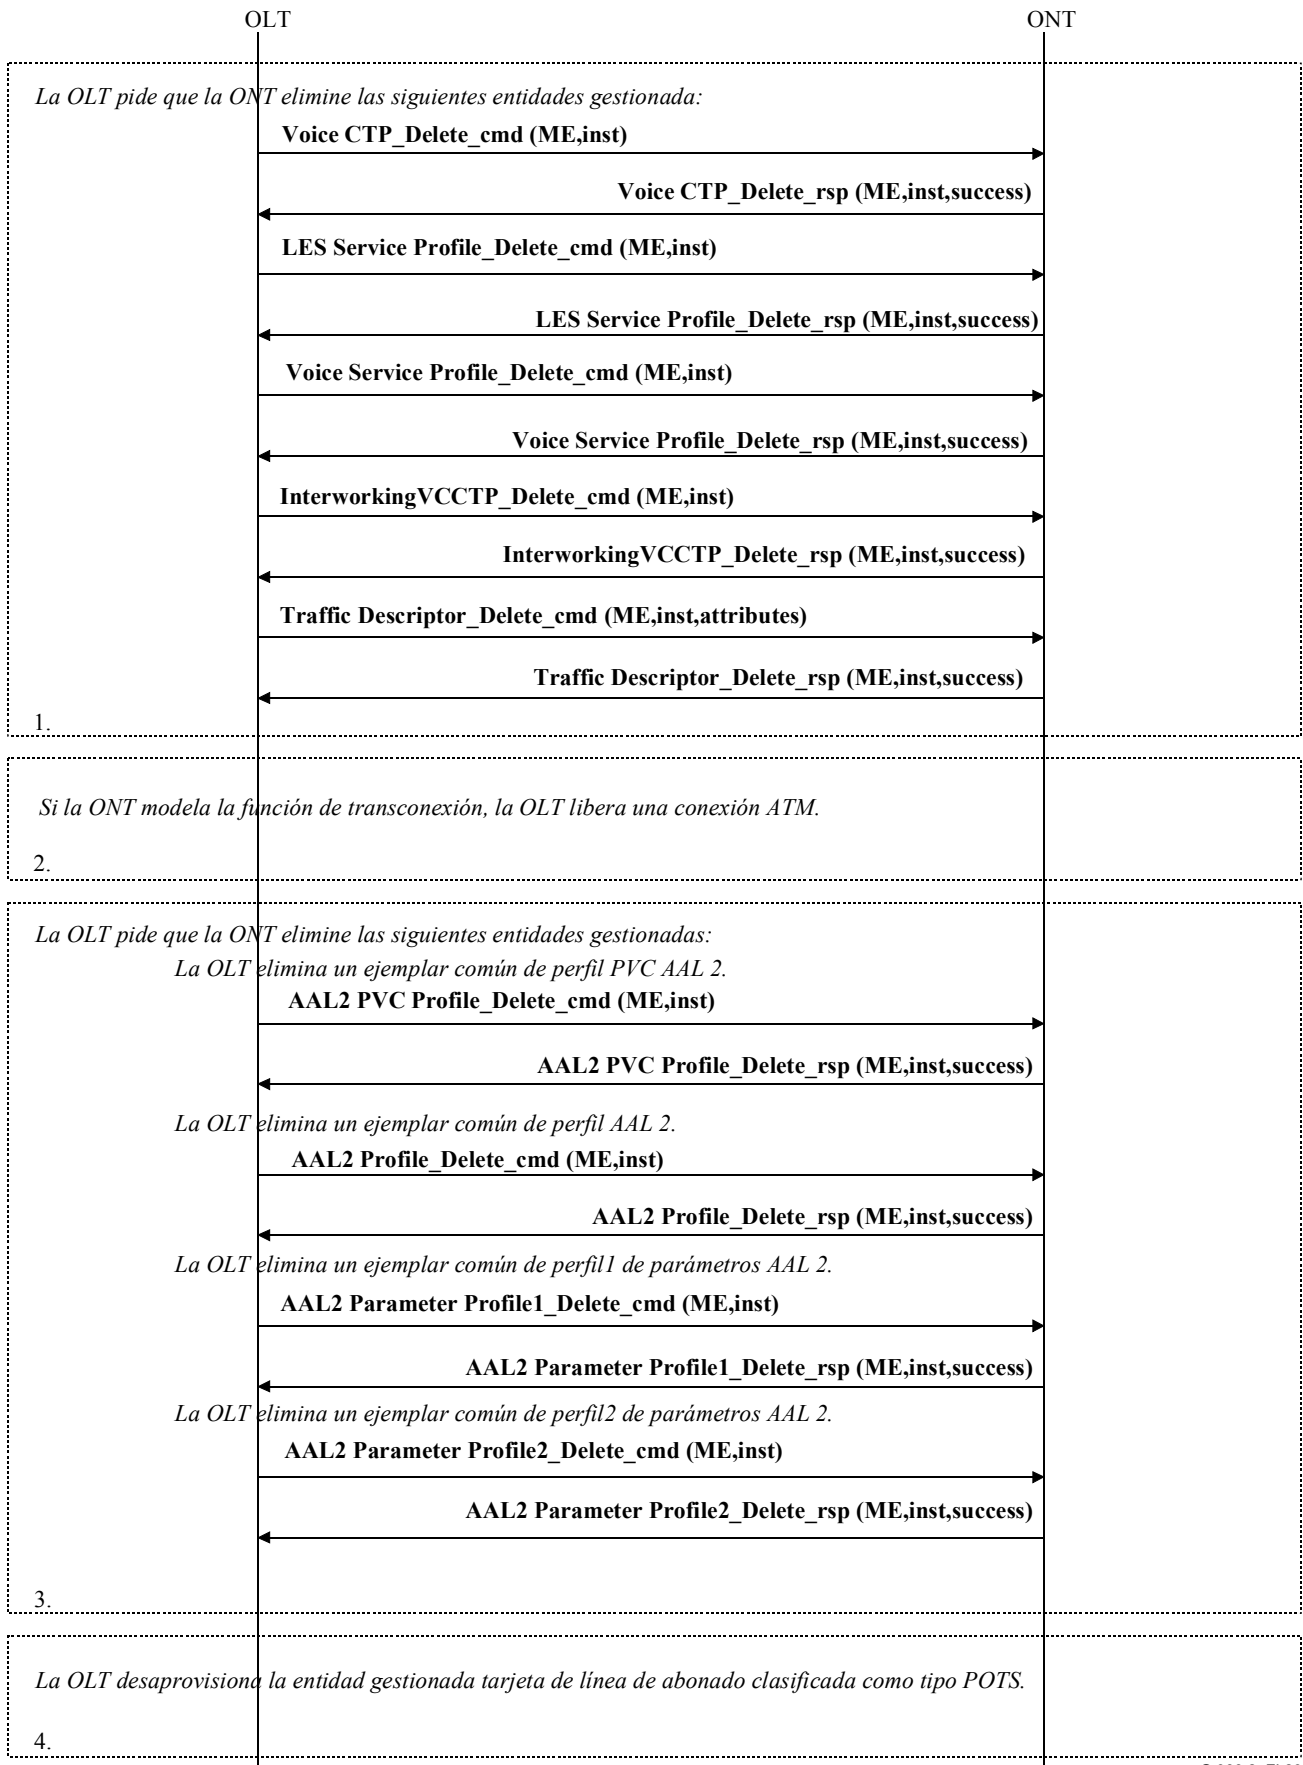 OLT
ONT
La OLT pide que la ONT elimine las siguientes entidades gestionada:
Voice CTP_Delete_cmd (ME,inst)
Voice CTP_Delete_rsp (ME,inst,success)
LES Service Profile_Delete_cmd (ME,inst)
LES Service Profile_Delete_rsp (ME,inst,success)
Voice Service Profile_Delete_cmd (ME,inst)
Voice Service Profile_Delete_rsp (ME,inst,success)
InterworkingVCCTP_Delete_cmd (ME,inst)
InterworkingVCCTP_Delete_rsp (ME,inst,success)
Traffic Descriptor_Delete_cmd (ME,inst,attributes)
Traffic Descriptor_Delete_rsp (ME,inst,success)
1.
Si la ONT modela la función de transconexión, la OLT libera una conexión ATM.
2.
La OLT pide que la ONT elimine las siguientes entidades gestionadas:
La OLT elimina un ejemplar común de perfil PVC AAL 2.
AAL2 PVC Profile_Delete_cmd (ME,inst)
AAL2 PVC Profile_Delete_rsp (ME,inst,success)
La OLT elimina un ejemplar común de perfil AAL 2.
AAL2 Profile_Delete_cmd (ME,inst)
AAL2 Profile_Delete_rsp (ME,inst,success)
La OLT elimina un ejemplar común de perfil1 de parámetros AAL 2.
AAL2 Parameter Profile1_Delete_cmd (ME,inst)
AAL2 Parameter Profile1_Delete_rsp (ME,inst,success)
La OLT elimina un ejemplar común de perfil2 de parámetros AAL 2.
AAL2 Parameter Profile2_Delete_cmd (ME,inst)
AAL2 Parameter Profile2_Delete_rsp (ME,inst,success)
3.
La OLT desaprovisiona la entidad gestionada tarjeta de línea de abonado clasificada como tipo POTS.
4.